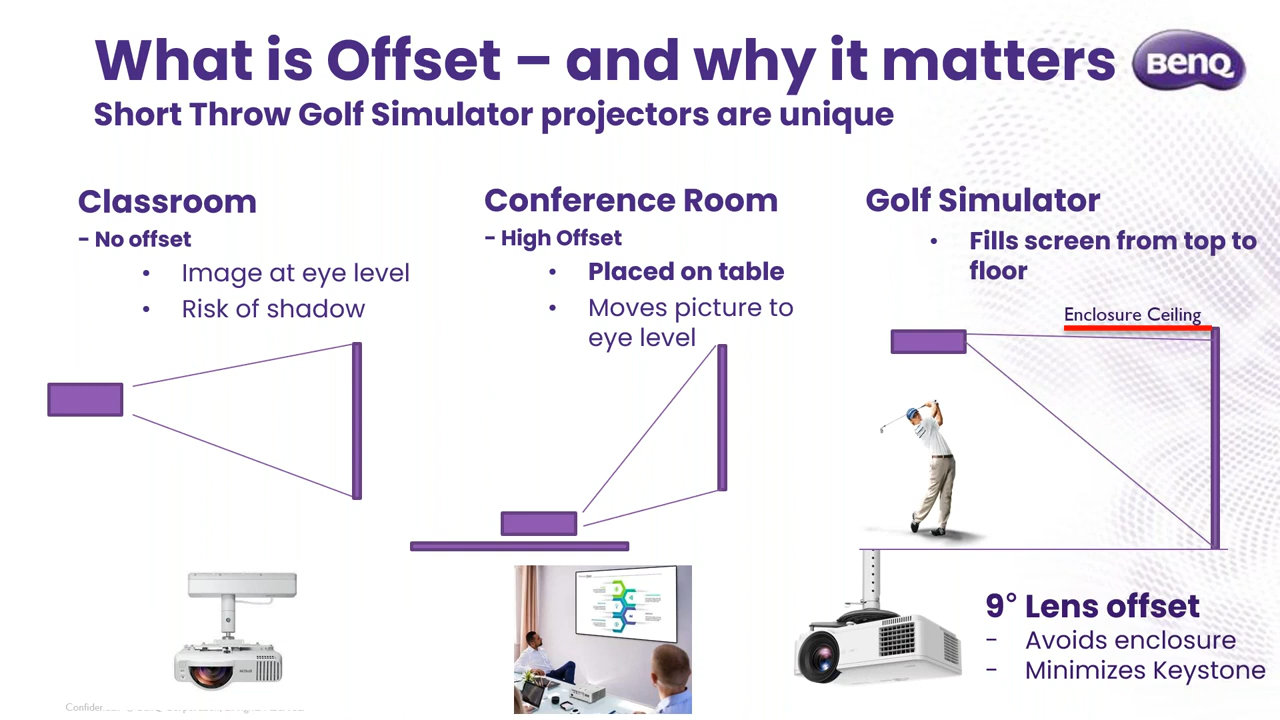 What is Offset – and why it matters
BenQ
Short Throw Golf Simulator projectors are unique
Classroom
- No offset
• Image at eye level
• Risk of shadow
Conference Room
- High Offset
• Placed on table
• Moves picture to
eye level
Golf Simulator
• Fills screen from top to
floor
Enclosure Ceiling
9° Lens offset
- Avoids enclosure
- Minimizes Keystone